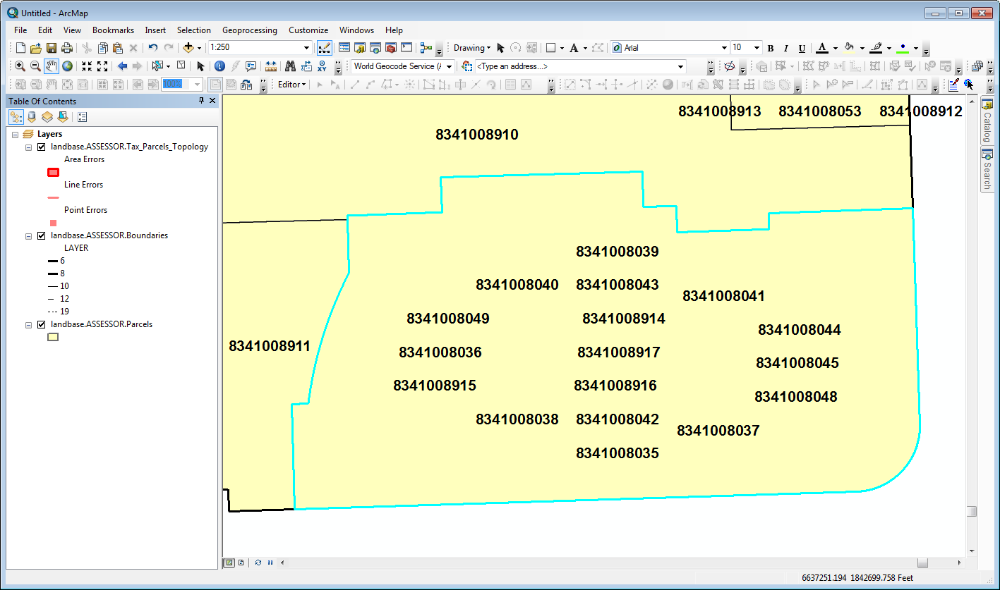 Untitled - ArcMap
File Edit View Bookmarks Insert Selection Geoprocessing Customize Windows Help
1:250 Drawing Arial 10 B I U A
World Geocode Service (A <Type an address...>
100% Editor
Table Of Contents
Layers
landbase.ASSESSOR.Tax_Parcels_Topology
Area Errors
Line Errors
Point Errors
landbase.ASSESSOR.Boundaries
LAYER
6
8
10
12
19
landbase.ASSESSOR.Parcels
8341008913 8341008053 8341008912
8341008910
8341008039
8341008040 8341008043
8341008041
8341008049 8341008914
8341008044
8341008911
8341008036 8341008917
8341008045
8341008915 8341008916
8341008048
8341008038 8341008042
8341008037
8341008035
Catalog
Search
6637251.194 1842699.758 Feet